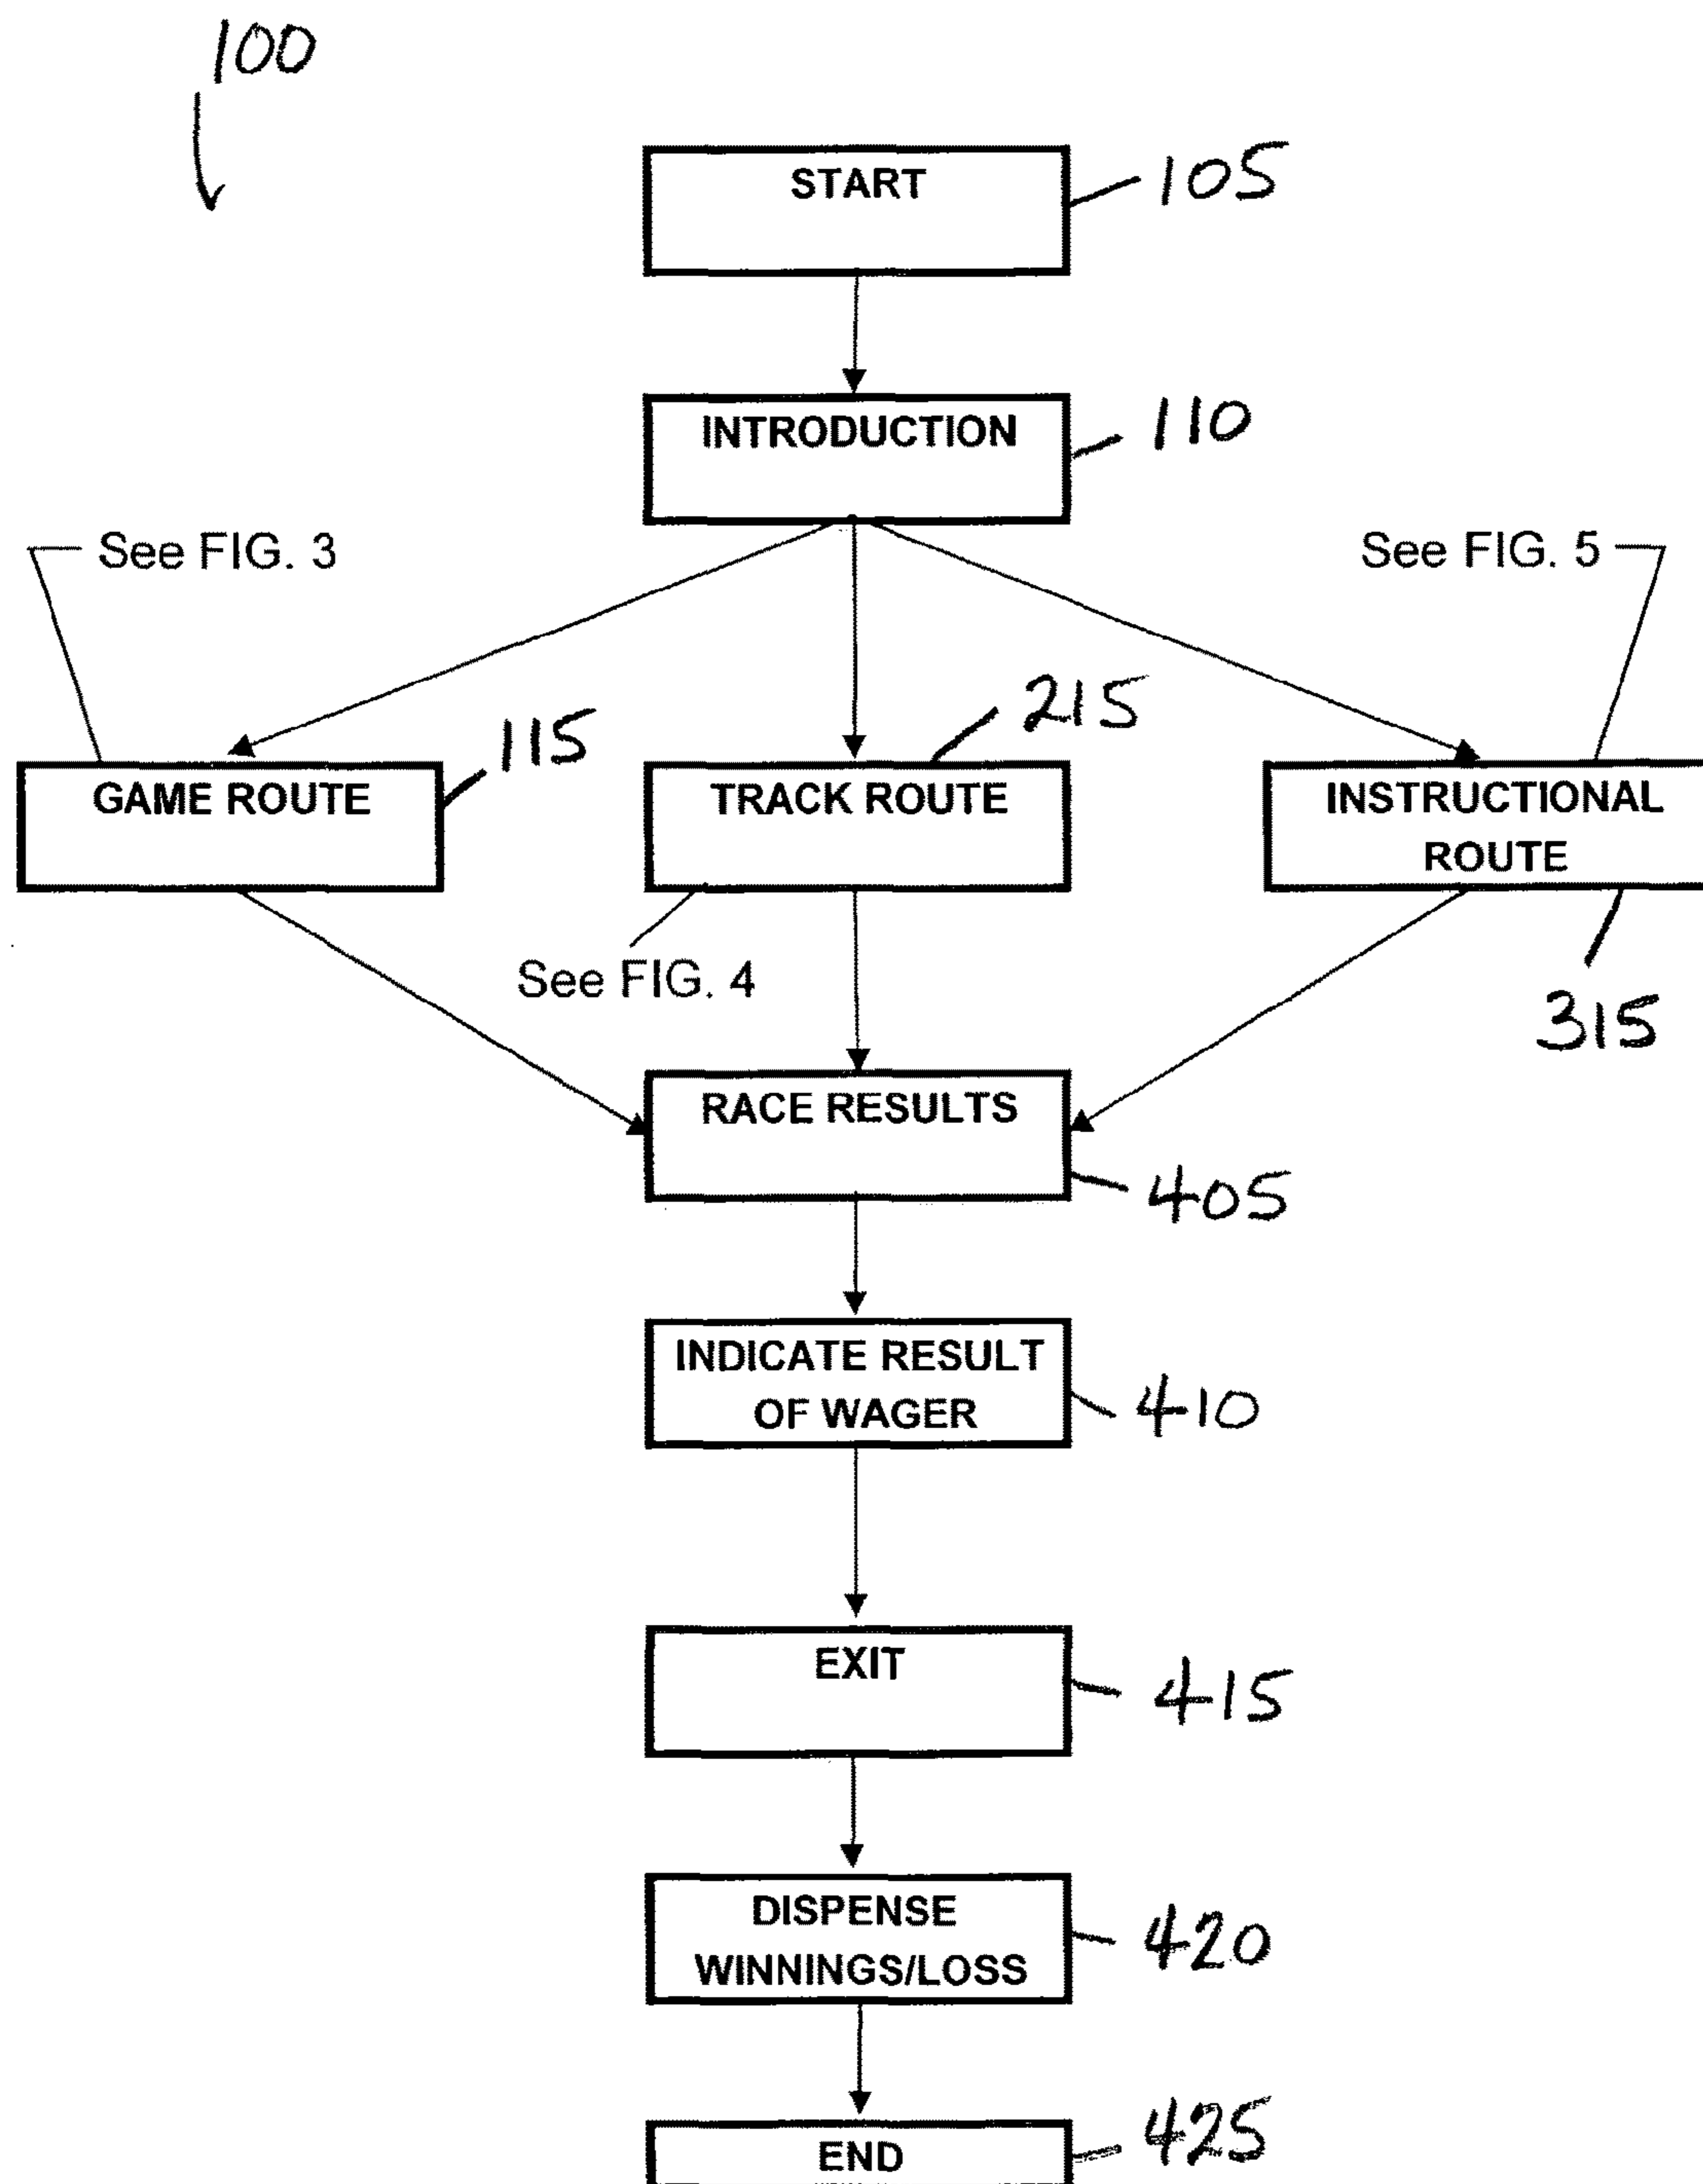 100
START
105
INTRODUCTION
110
See FIG. 3
See FIG. 5
GAME ROUTE
115
TRACK ROUTE
215
INSTRUCTIONAL
ROUTE
315
See FIG. 4
RACE RESULTS
405
INDICATE RESULT
OF WAGER
410
EXIT
415
DISPENSE
WINNINGS/LOSS
420
END
425